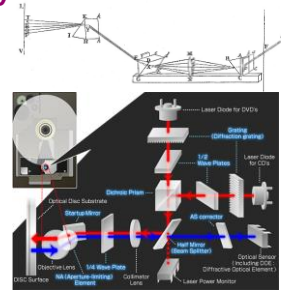 Laser Diode for DVD's
Grating
(Diffraction grating)
1/2
Wave Plates
Laser Diode
for CD's
Dichroic Prism
AS corrector
Optical Disc Substrate
Startup Mirror
Half Mirror
(Beam Splitter)
Optical Sensor
(Including DOE :
Diffractive Optical Element)
Objective Lens
1/4 Wave Plate
Collimator
Lens
DISC Surface
NA (Aperture-limiting)
Element
Laser Power Monitor